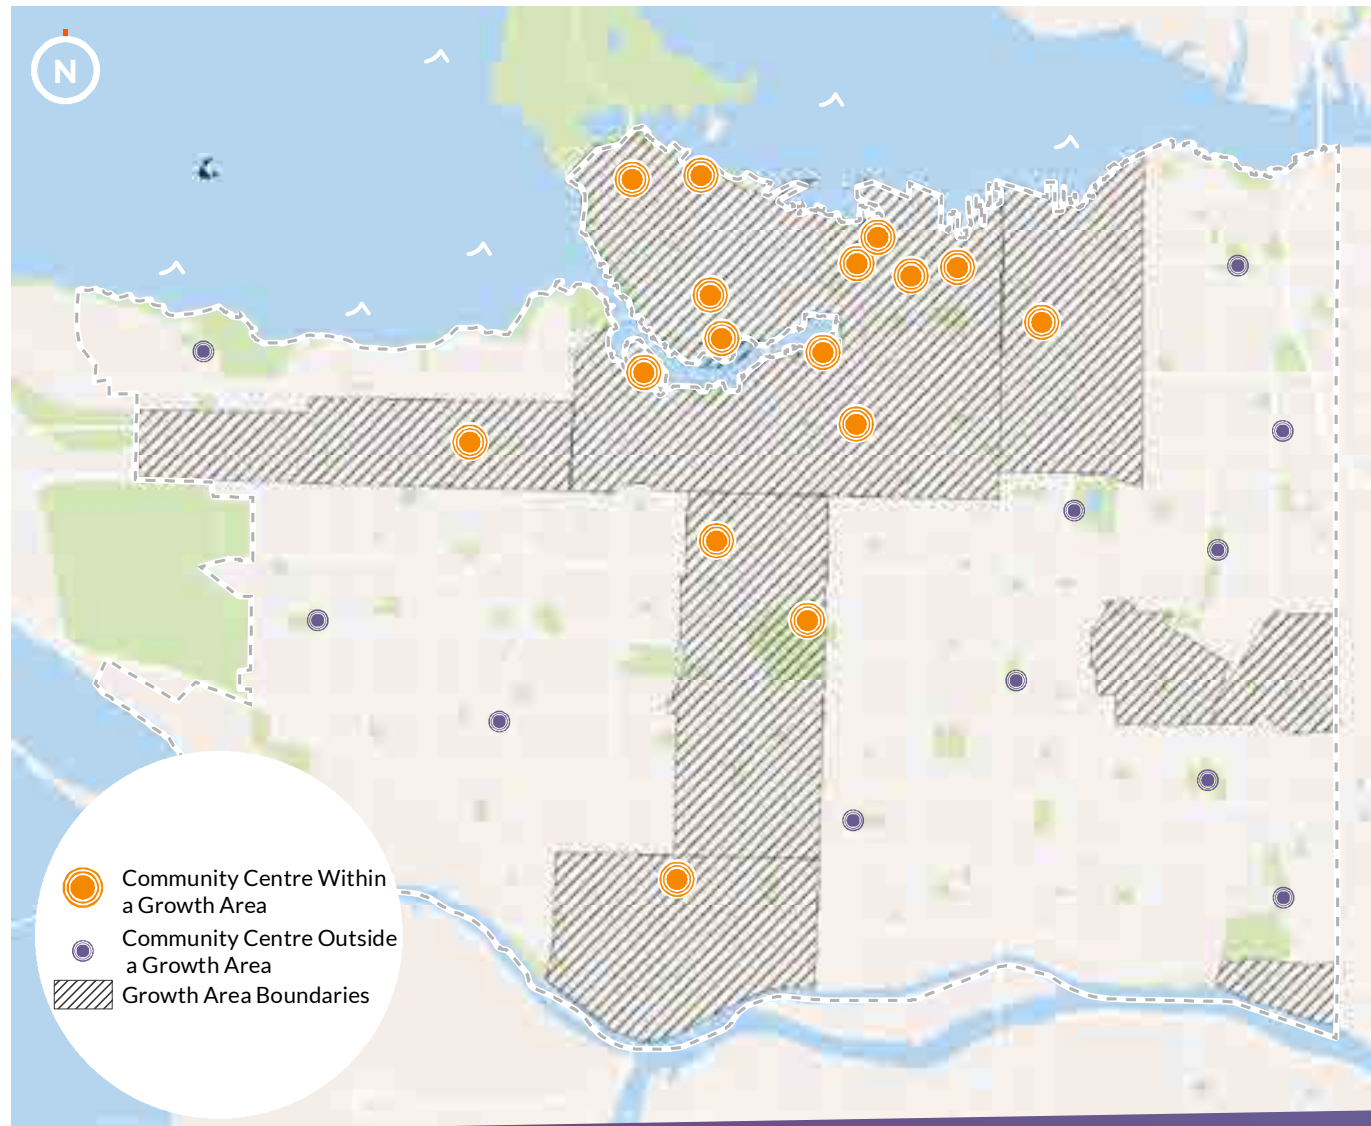 N
Community Centre Within
a Growth Area
Community Centre Outside
a Growth Area
Growth Area Boundaries